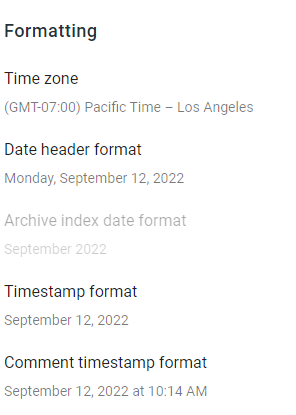 Formatting
Time zone
(GMT-07:00) Pacific Time – Los Angeles
Date header format
Monday, September 12, 2022
Archive index date format
September 2022
Timestamp format
September 12, 2022
Comment timestamp format
September 12, 2022 at 10:14 AM